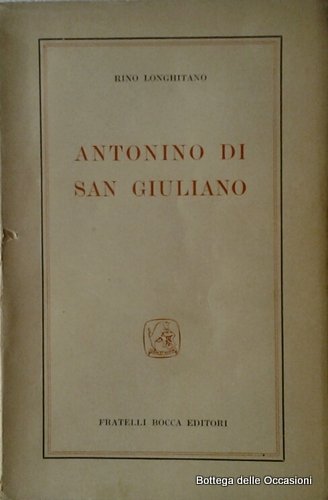 RINO LONGHITANO
ANTONINO DI
SAN GIULIANO
FRATELLI BOCCA EDITORI
Bottega delle Occasioni